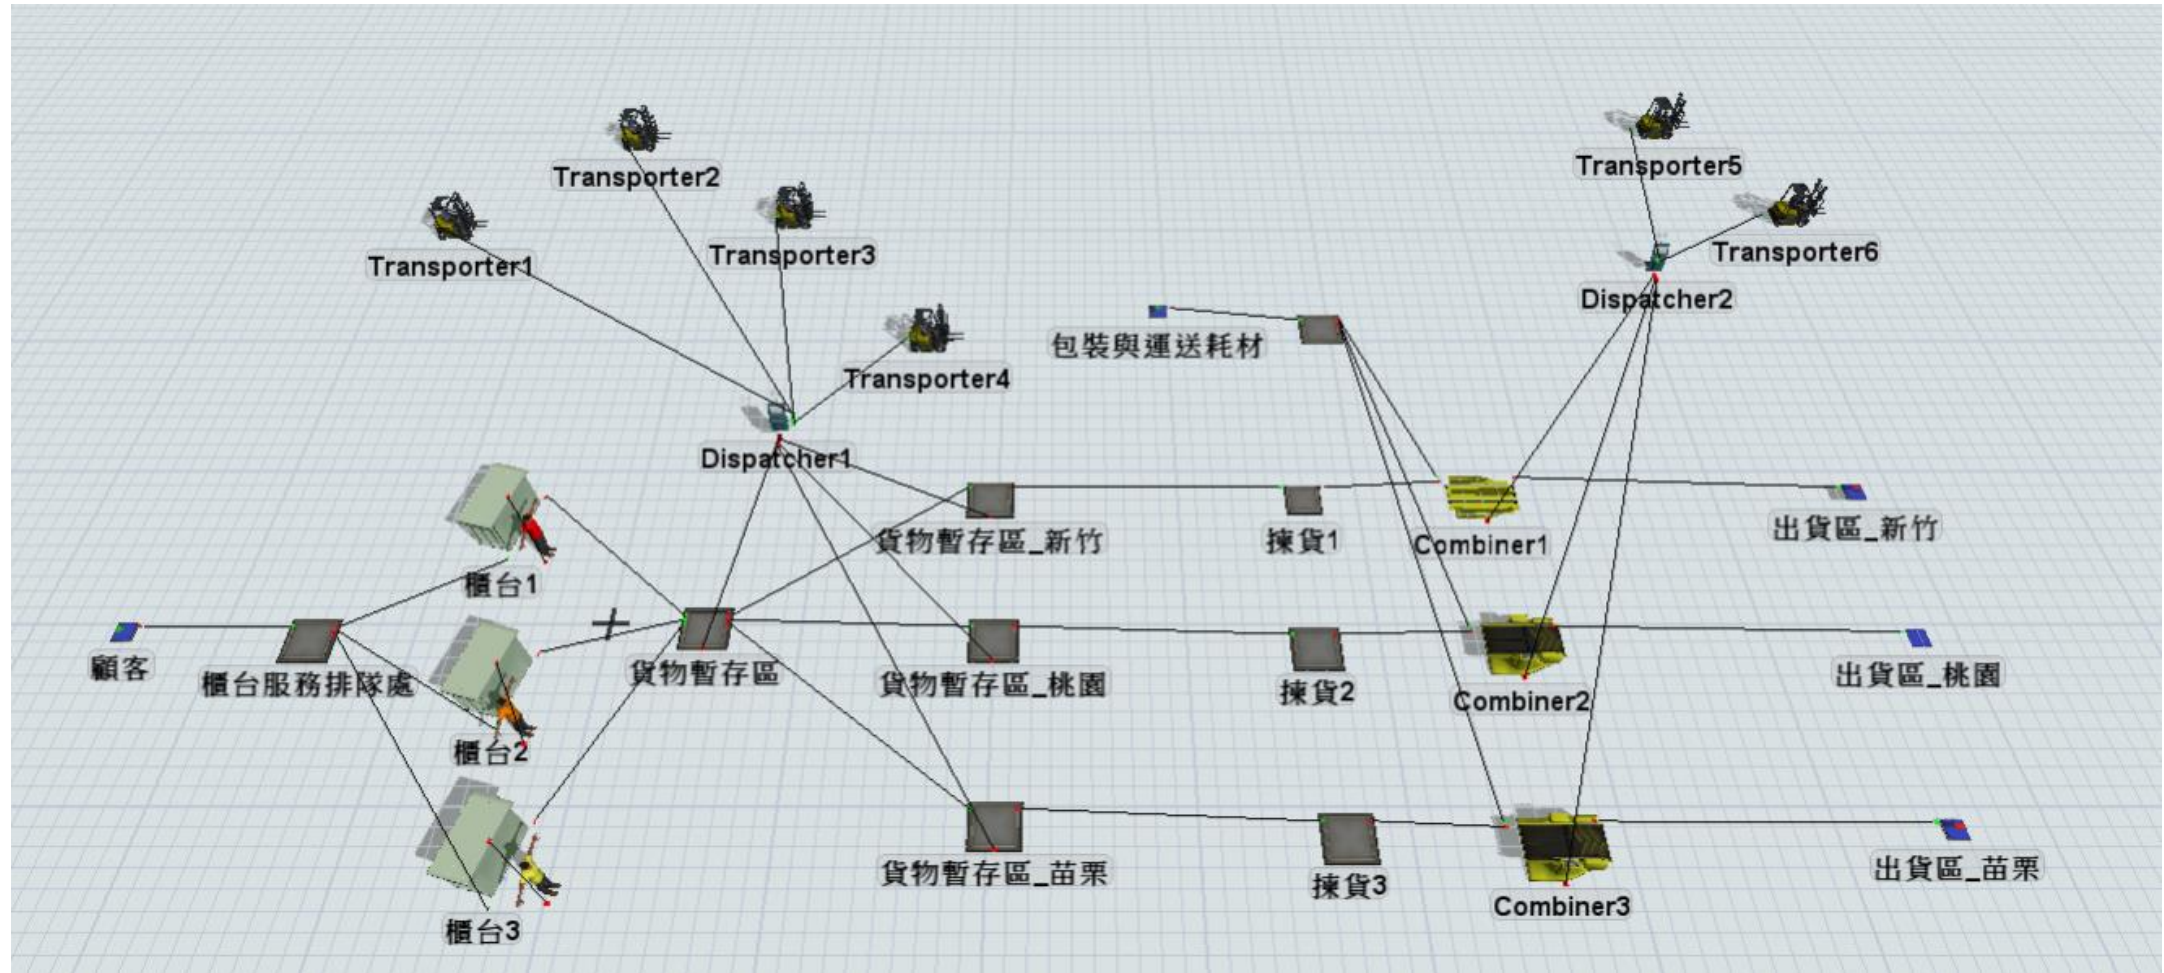 Transporter5
Transporter2
Transporter6
Transporter3
Transporter1
Dispatcher2
包裝與運送耗材
Transporter4
Dispatcher1
出貨區_新竹
貨物暫存區_新竹
揀貨1
Combiner1
櫃台1
顧客
櫃台服務排隊處
貨物暫存區
貨物暫存區_桃園
揀貨2
Combiner2
出貨區_桃園
櫃台2
貨物暫存區_苗栗
揀貨3
出貨區_苗栗
Combiner3
櫃台3